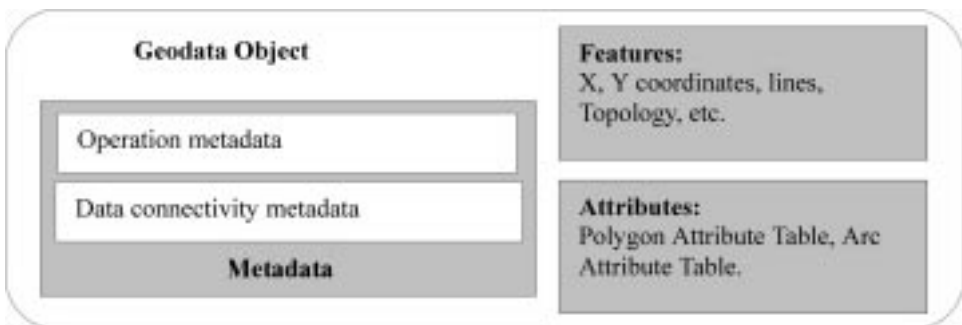 Geodata Object
Operation metadata
Data connectivity metadata
Metadada
Features:
X, Y coordinates, lines,
Topology, etc.
Attributes:
Polygon Attribute Table, Arc
Attribute Table.